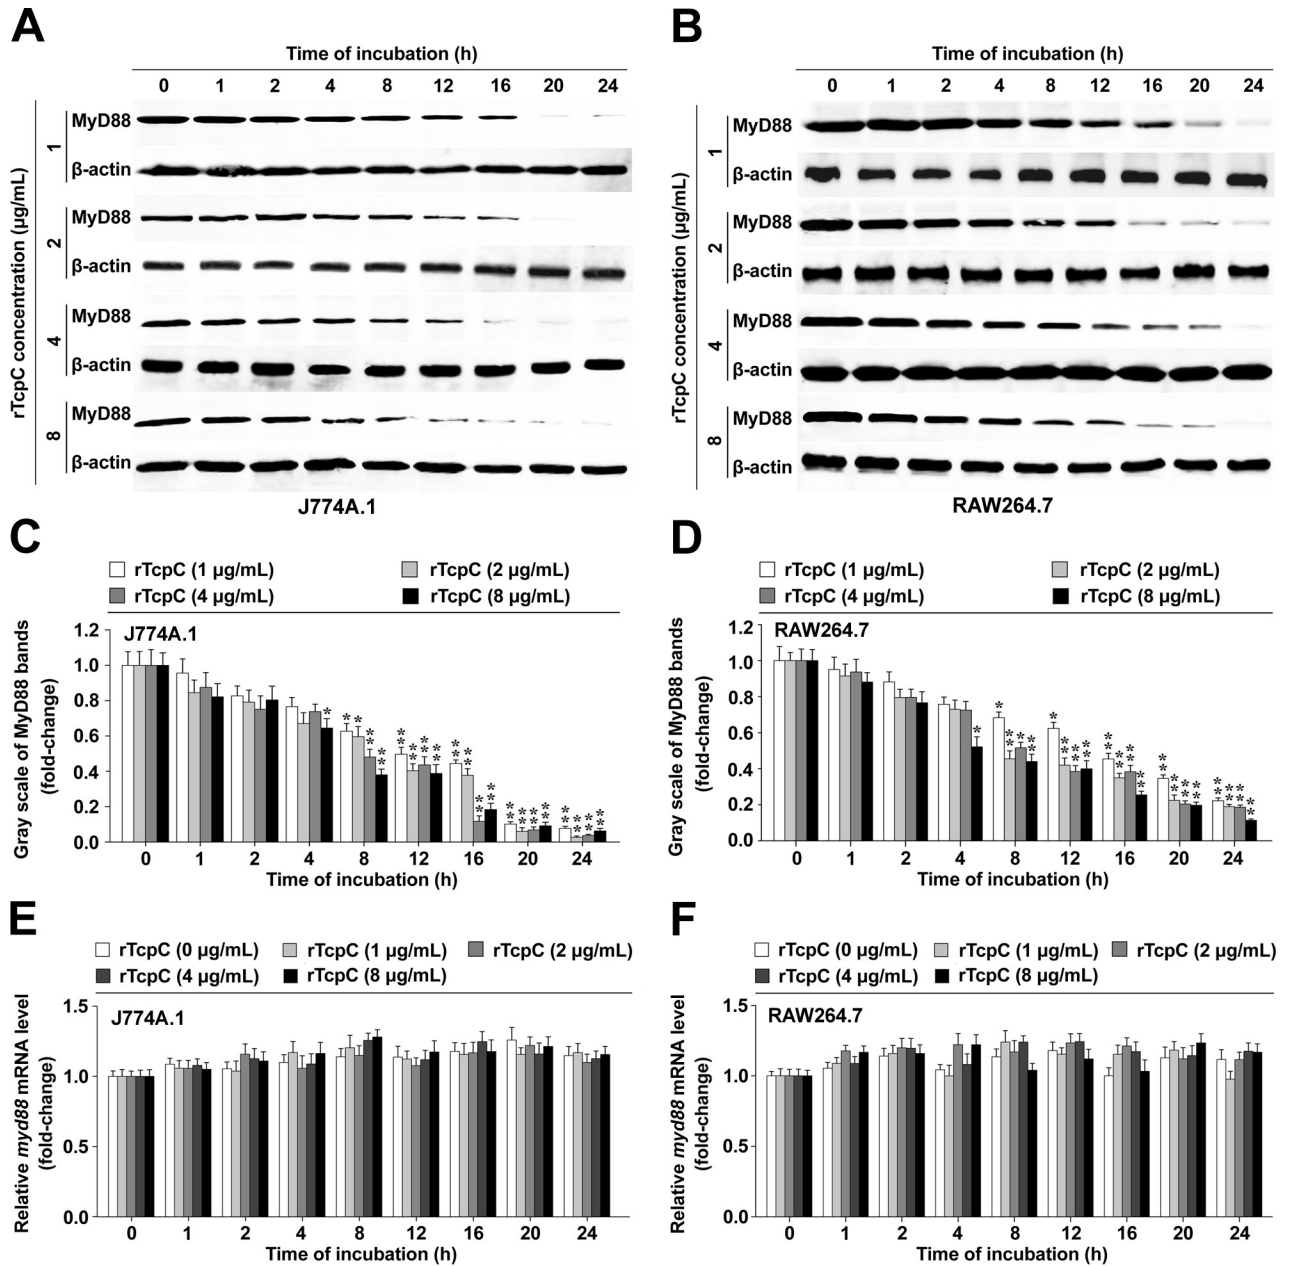 A
Time of incubation (h)
0 1 2 4 8 12 16 20 24
rTcpC concentration (µg/mL)
1
MyD88
β-actin
2
MyD88
β-actin
4
MyD88
β-actin
8
MyD88
β-actin
J774A.1
B
Time of incubation (h)
0 1 2 4 8 12 16 20 24
rTcpC concentration (µg/mL)
1
MyD88
β-actin
2
MyD88
β-actin
4
MyD88
β-actin
8
MyD88
β-actin
RAW264.7
C
rTcpC (1 µg/mL) rTcpC (2 µg/mL)
rTcpC (4 µg/mL) rTcpC (8 µg/mL)
J774A.1
Gray scale of MyD88 bands
(fold-change)
1.2
1.0
0.8
0.6
0.4
0.2
0.0
0 1 2 4 8 12 16 20 24
Time of incubation (h)
D
rTcpC (1 µg/mL) rTcpC (2 µg/mL)
rTcpC (4 µg/mL) rTcpC (8 µg/mL)
RAW264.7
Gray scale of MyD88 bands
(fold-change)
1.2
1.0
0.8
0.6
0.4
0.2
0.0
0 1 2 4 8 12 16 20 24
Time of incubation (h)
E
rTcpC (0 µg/mL) rTcpC (1 µg/mL) rTcpC (2 µg/mL)
rTcpC (4 µg/mL) rTcpC (8 µg/mL)
J774A.1
Relative myd88 mRNA level
(fold-change)
1.5
1.0
0.5
0.0
0 1 2 4 8 12 16 20 24
Time of incubation (h)
F
rTcpC (0 µg/mL) rTcpC (1 µg/mL) rTcpC (2 µg/mL)
rTcpC (4 µg/mL) rTcpC (8 µg/mL)
RAW264.7
Relative myd88 mRNA level
(fold-change)
1.5
1.0
0.5
0.0
0 1 2 4 8 12 16 20 24
Time of incubation (h)